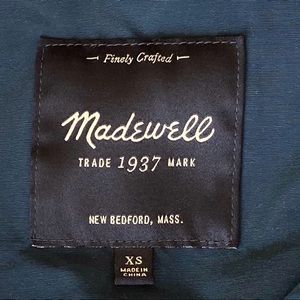 Finely Crafted
Madewell
TRADE 1937 MARK
NEW BEDFORD, MASS.
XS
MADE IN
CHINA